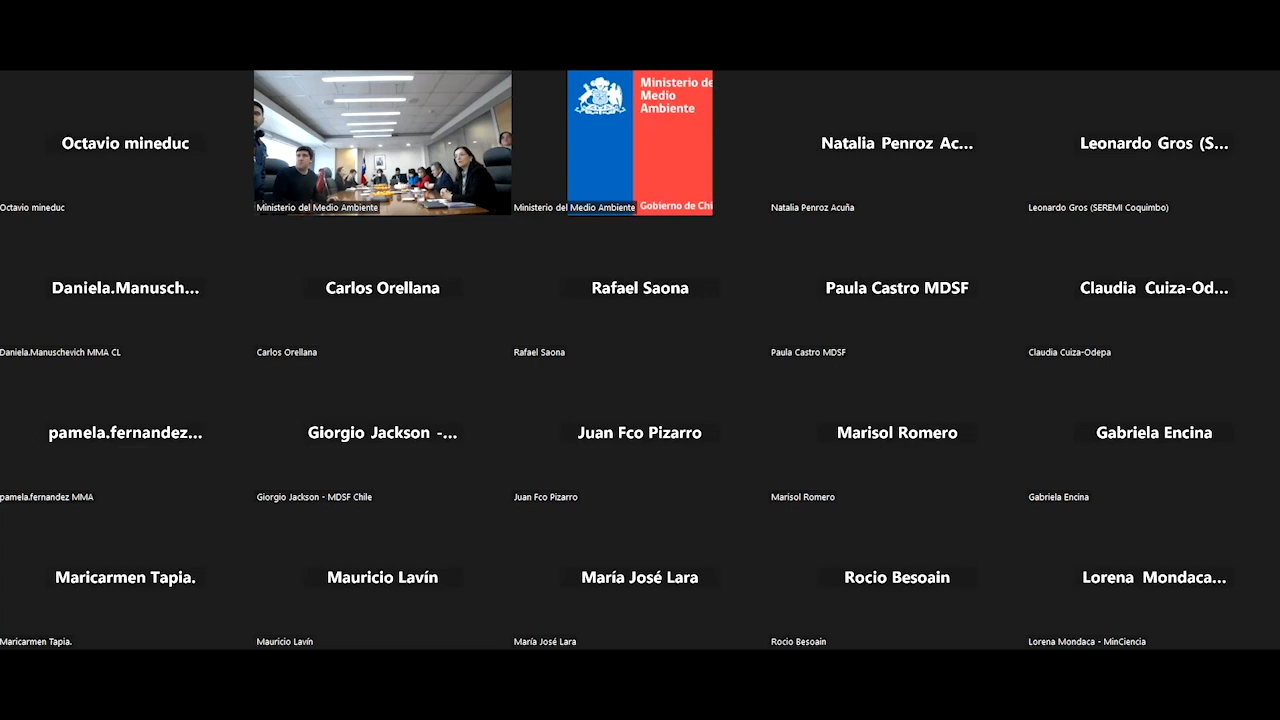 Octavio mineduc
Octavio mineduc
Ministerio del Medio Ambiente
Ministerio de
Medio
Ambiente
Gobierno de Chi
Ministerio del Medio Ambiente
Natalia Penroz Ac...
Natalia Penroz Acuña
Leonardo Gros (S...
Leonardo Gros (SEREMI Coquimbo)
Daniela.Manusch...
Daniela.Manuschevich MMA CL
Carlos Orellana
Carlos Orellana
Rafael Saona
Rafael Saona
Paula Castro MDSF
Paula Castro MDSF
Claudia Cuiza-Od...
Claudia Cuiza-Odepa
pamela.fernandez...
pamela.fernandez MMA
Giorgio Jackson -...
Giorgio Jackson - MDSF Chile
Juan Fco Pizarro
Juan Fco Pizarro
Marisol Romero
Marisol Romero
Gabriela Encina
Gabriela Encina
Maricarmen Tapia.
Maricarmen Tapia.
Mauricio Lavín
Mauricio Lavín
María José Lara
María José Lara
Rocio Besoain
Rocio Besoain
Lorena Mondaca...
Lorena Mondaca - MinCiencia